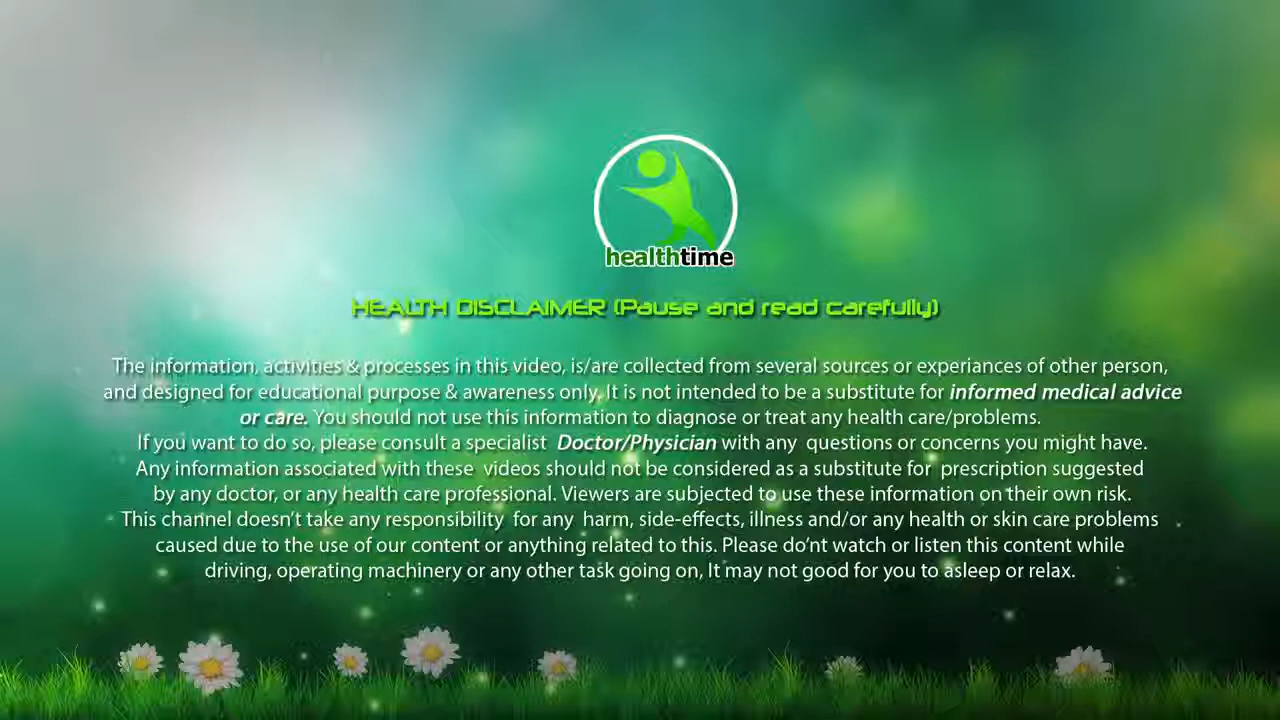 healthtime
HEALTH DISCLAIMER (Pause and read carefully)
The information, activities & processes in this video, is/are collected from several sources or experiances of other person,
and designed for educational purpose & awareness only. It is not intended to be a substitute for informed medical advice
or care. You should not use this information to diagnose or treat any health care/problems.
If you want to do so, please consult a specialist Doctor/Physician with any questions or concerns you might have.
Any information associated with these videos should not be considered as a substitute for prescription suggested
by any doctor, or any health care professional. Viewers are subjected to use these information on their own risk.
This channel doesn't take any responsibility for any harm, side-effects, illness and/or any health or skin care problems
caused due to the use of our content or anything related to this. Please do'nt watch or listen this content while
driving, operating machinery or any other task going on, It may not good for you to asleep or relax.